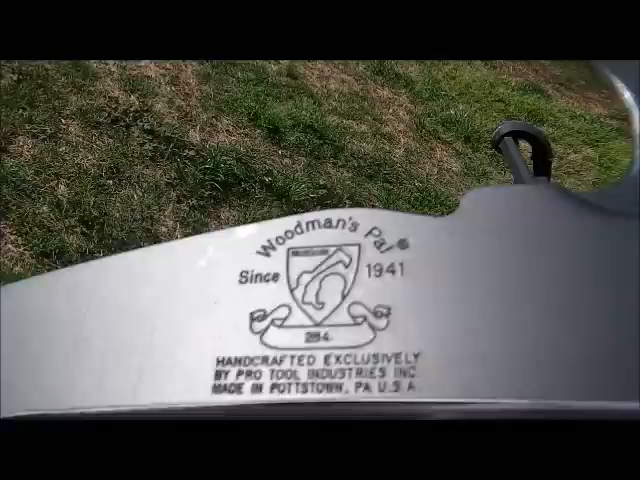 Woodman's Pal®
Since 1941
284
HANDCRAFTED EXCLUSIVELY
BY PRO TOOL INDUSTRIES INC
MADE IN POTTSTOWN, PA U.S.A